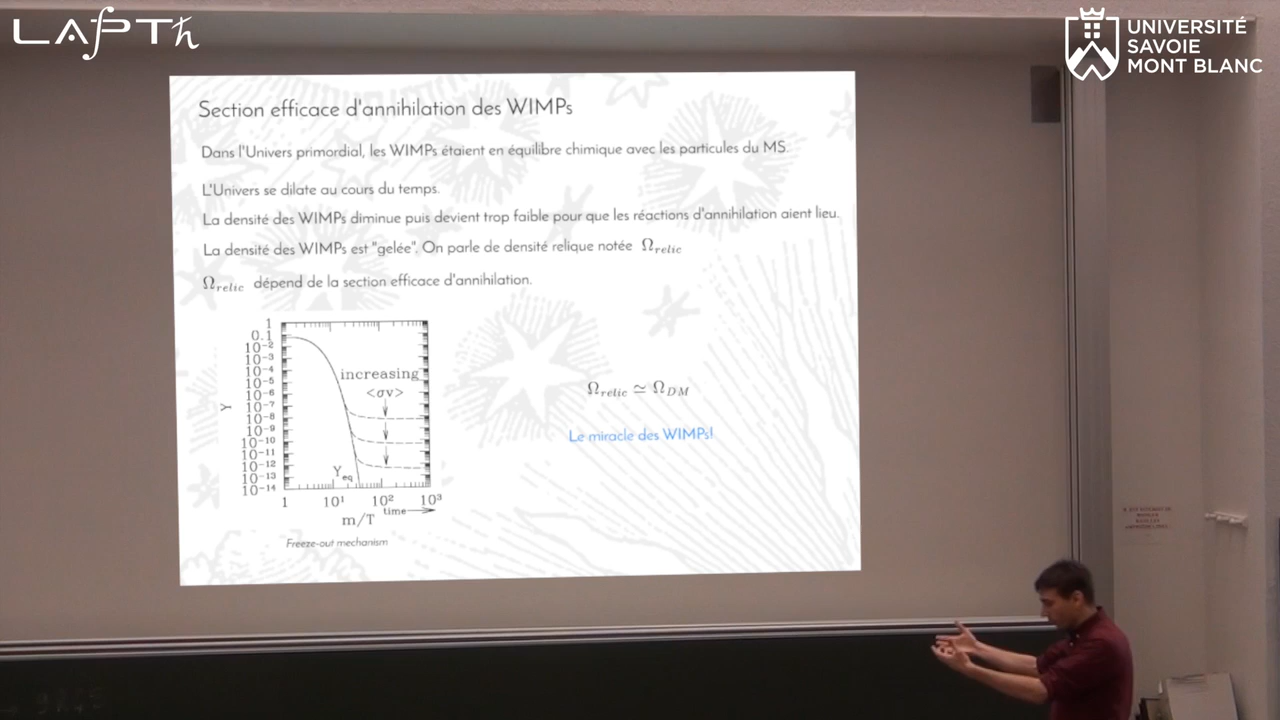 LAPTh
UNIVERSITÉ
SAVOIE
MONT BLANC
Section efficace d'annihilation des WIMPs
Dans l'Univers primordial, les WIMPs étaient en équilibre chimique avec les particules du MS.
L'Univers se dilate au cours du temps.
La densité des WIMPs diminue puis devient trop faible pour que les réactions d'annihilation aient lieu.
La densité des WIMPs est "gelée". On parle de densité relique notée Ω_relic
Ω_relic dépend de la section efficace d'annihilation.
1
0.1
10⁻²
10⁻³
10⁻⁴
10⁻⁵
10⁻⁶
10⁻⁷
10⁻⁸
10⁻⁹
10⁻¹⁰
10⁻¹¹
10⁻¹²
10⁻¹³
10⁻¹⁴
Y
increasing
<σv>
Y_eq
1 10¹ 10² 10³
m/T time
Freeze-out mechanism
Ω_relic ≃ Ω_DM
Le miracle des WIMPs!